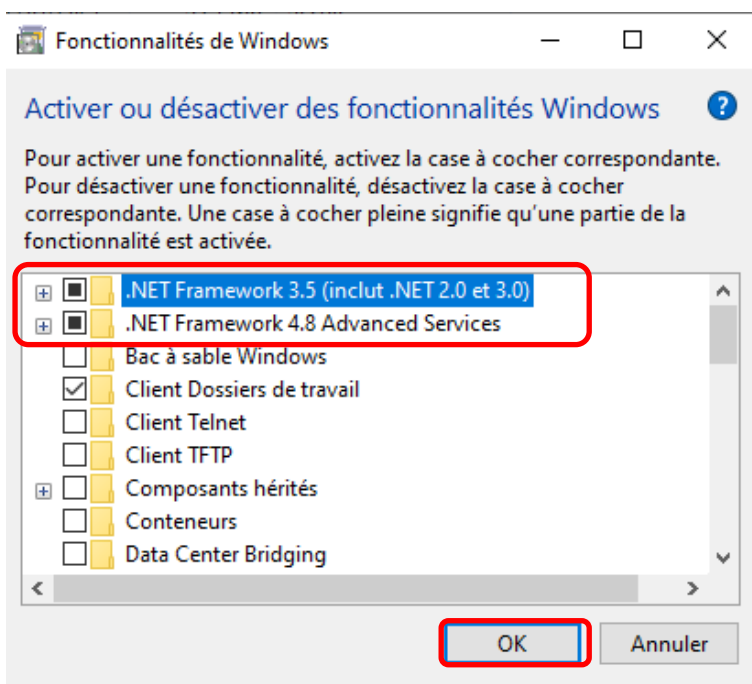 Fonctionnalités de Windows
Activer ou désactiver des fonctionnalités Windows
?
Pour activer une fonctionnalité, activez la case à cocher correspondante.
Pour désactiver une fonctionnalité, désactivez la case à cocher
correspondante. Une case à cocher pleine signifie qu'une partie de la
fonctionnalité est activée.
.NET Framework 3.5 (inclut .NET 2.0 et 3.0)
.NET Framework 4.8 Advanced Services
Bac à sable Windows
Client Dossiers de travail
Client Telnet
Client TFTP
Composants hérités
Conteneurs
Data Center Bridging
OK
Annuler